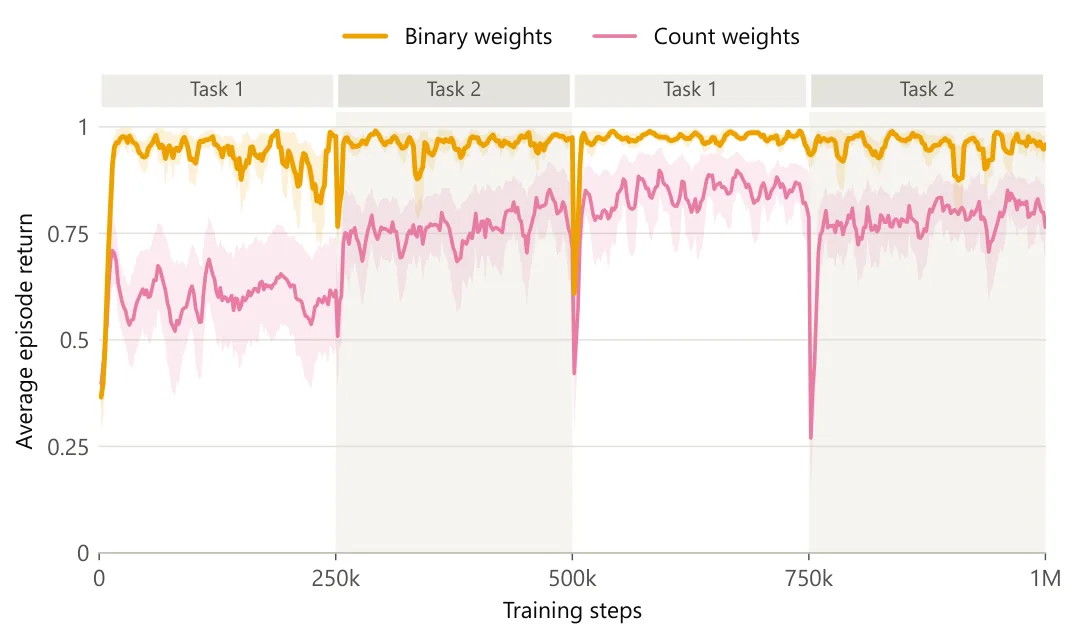 Binary weights Count weights
Task 1 Task 2 Task 1 Task 2
1
0.75
0.5
0.25
0
0 250k 500k 750k 1M
Training steps
Average episode return